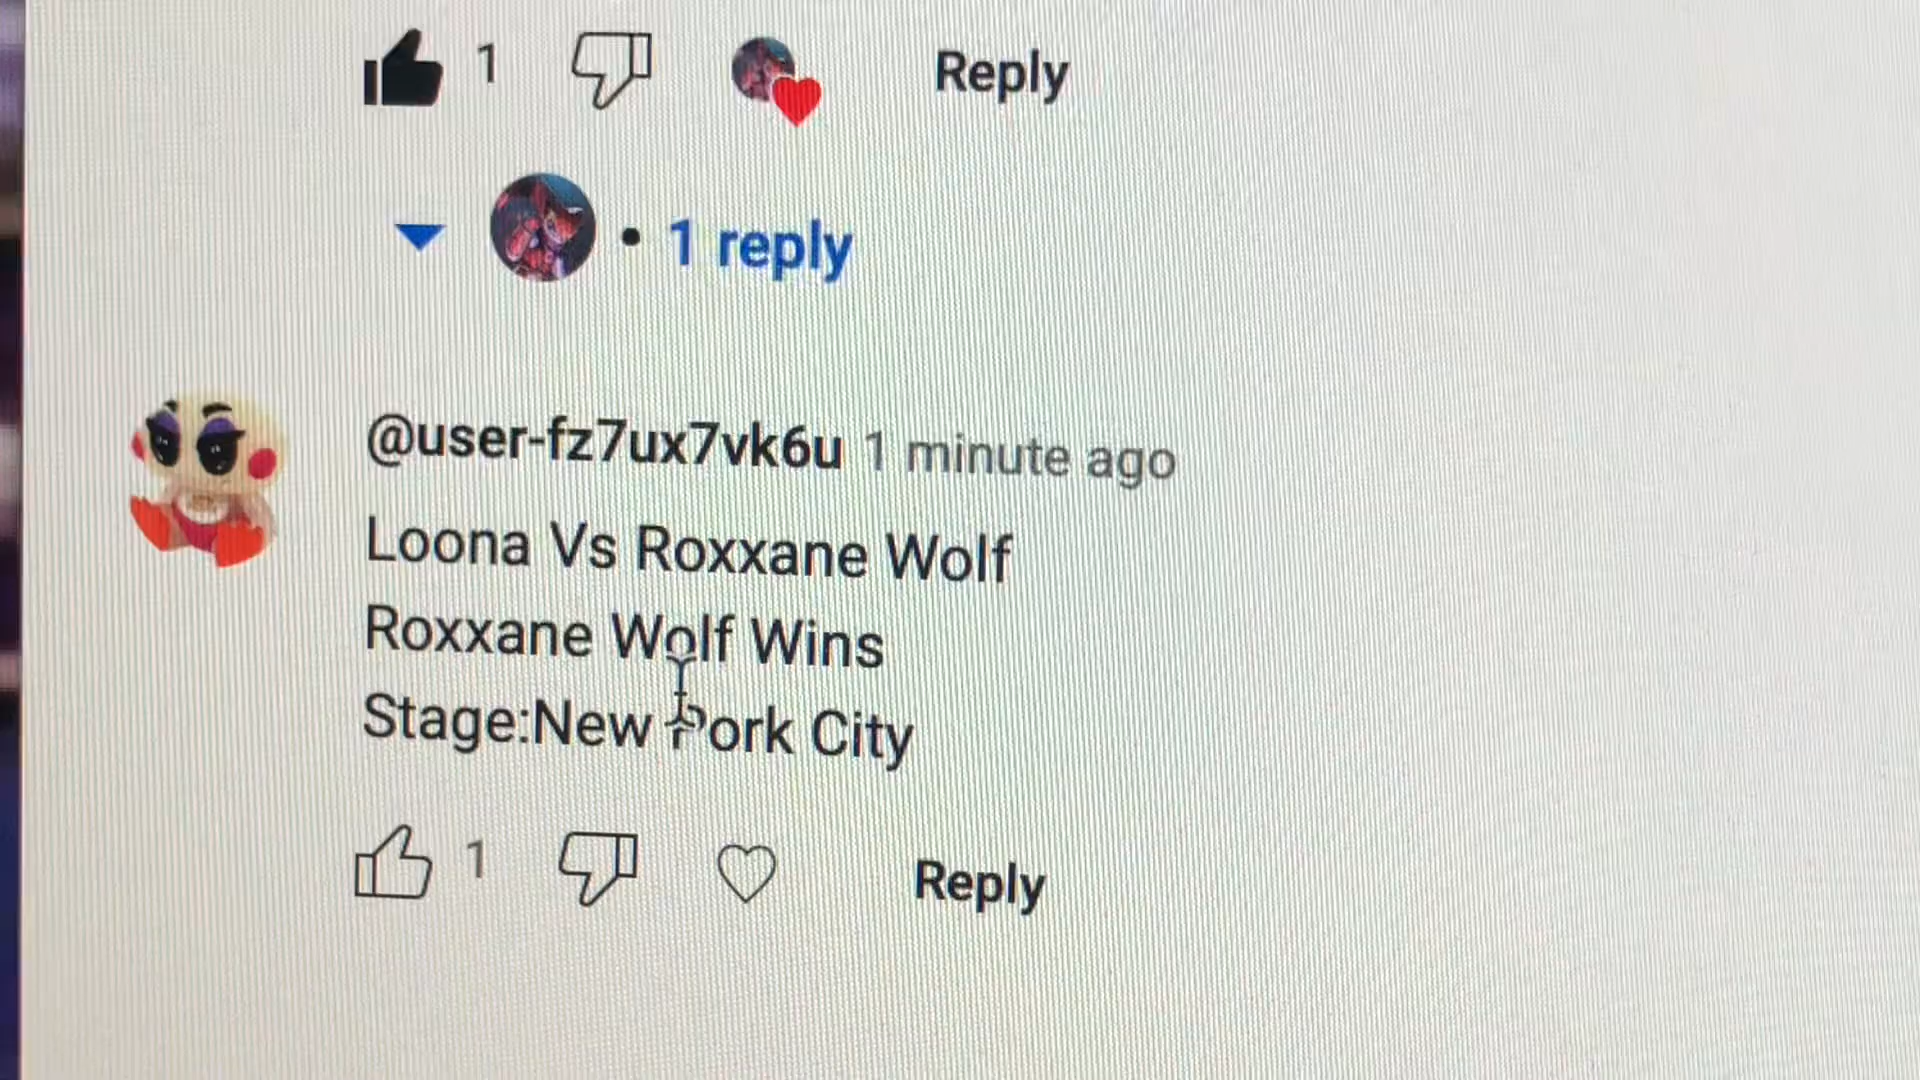 1 Reply
• 1 reply
@user-fz7ux7vk6u 1 minute ago
Loona Vs Roxxane Wolf
Roxxane Wolf Wins
Stage:New Pork City
1 Reply